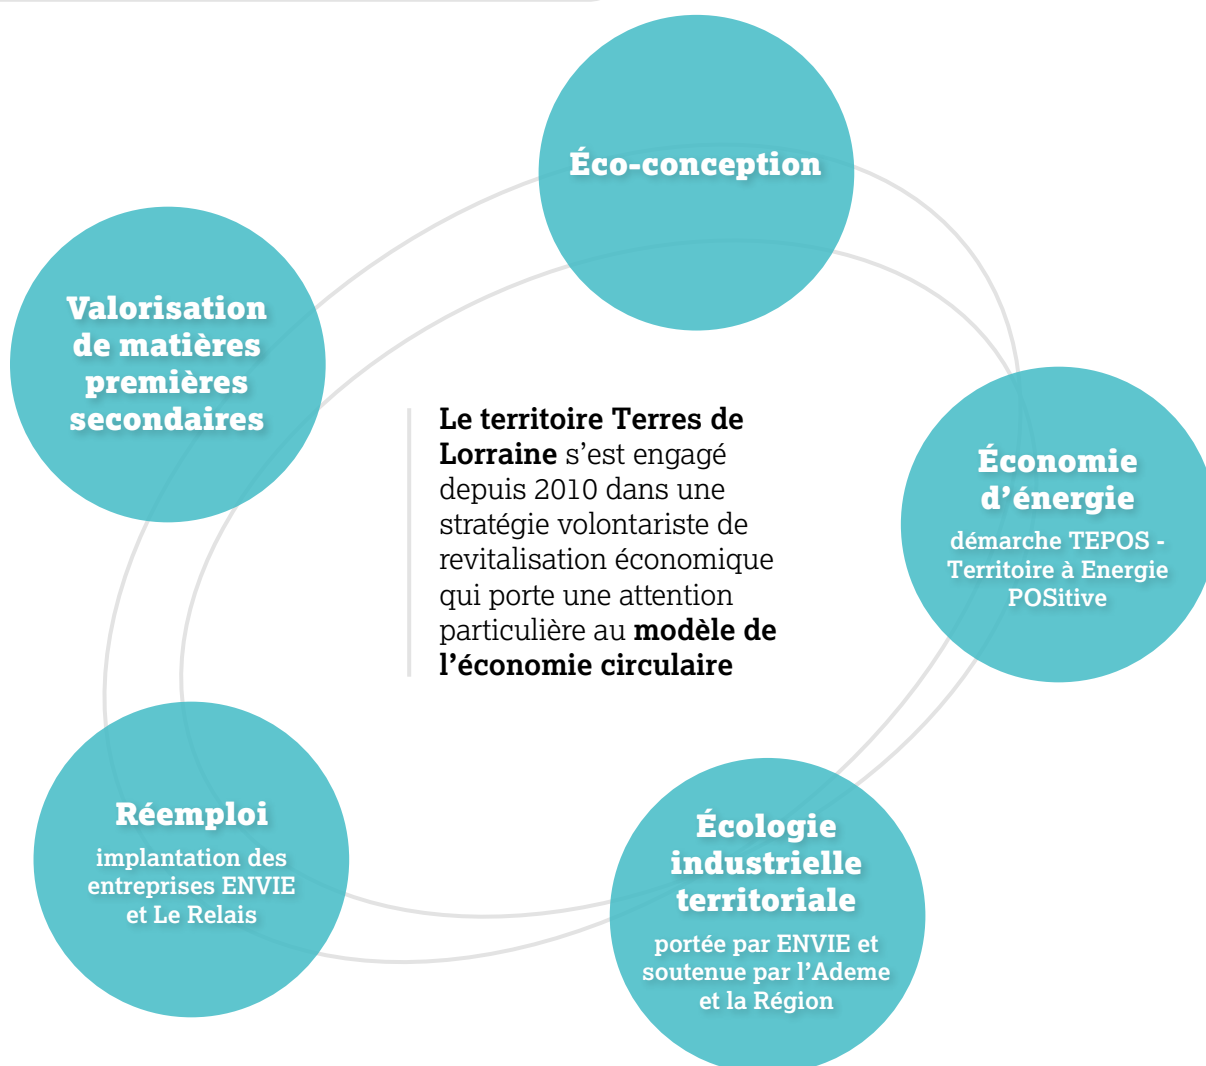 Éco-conception
Valorisation
de matières
premières
secondaires
Le territoire Terres de
Lorraine s’est engagé
depuis 2010 dans une
stratégie volontariste de
revitalisation économique
qui porte une attention
particulière au modèle de
l’économie circulaire
Économie
d’énergie
démarche TEPOS -
Territoire à Energie
POSitive
Réemploi
implantation des
entreprises ENVIE
et Le Relais
Écologie
industrielle
territoriale
portée par ENVIE et
soutenue par l’Ademe
et la Région